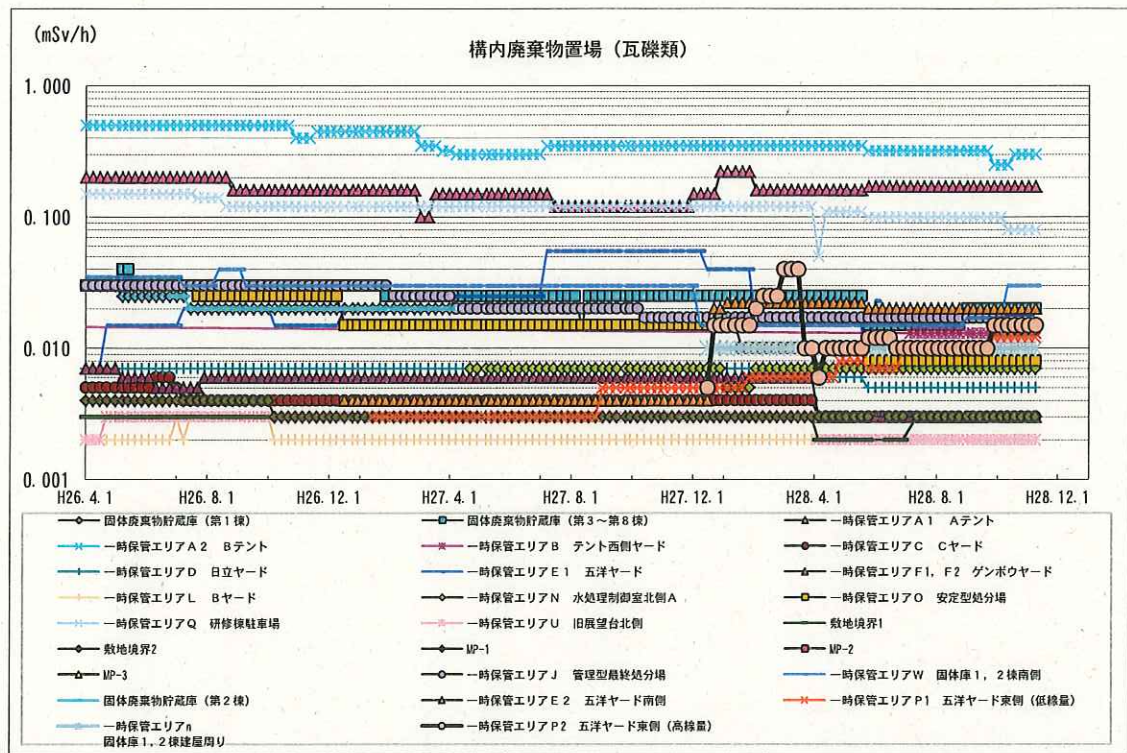 (mSv/h)
構内廃棄物置場（瓦礫類）
1.000
0.100
0.010
0.001
H26.4.1 H26.8.1 H26.12.1 H27.4.1 H27.8.1 H27.12.1 H28.4.1 H28.8.1 H28.12.1
固体廃棄物貯蔵庫（第1棟） 固体廃棄物貯蔵庫（第3～第8棟） 一時保管エリアA1　Aテント
一時保管エリアA2　Bテント 一時保管エリアB　テント西側ヤード 一時保管エリアC　Cヤード
一時保管エリアD　日立ヤード 一時保管エリアE1　五洋ヤード 一時保管エリアF1，F2　ゲンボウヤード
一時保管エリアL　Bヤード 一時保管エリアN　水処理制御室北側A 一時保管エリアO　安定型処分場
一時保管エリアQ　研修棟駐車場 一時保管エリアU　旧展望台北側 敷地境界1
敷地境界2 MP-1 MP-2
MP-3 一時保管エリアJ　管理型最終処分場 一時保管エリアW　固体庫1，2棟南側
固体廃棄物貯蔵庫（第2棟） 一時保管エリアE2　五洋ヤード南側 一時保管エリアP1　五洋ヤード東側（低線量）
一時保管エリアn 一時保管エリアP2　五洋ヤード東側（高線量）
固体庫1,2棟建屋周り